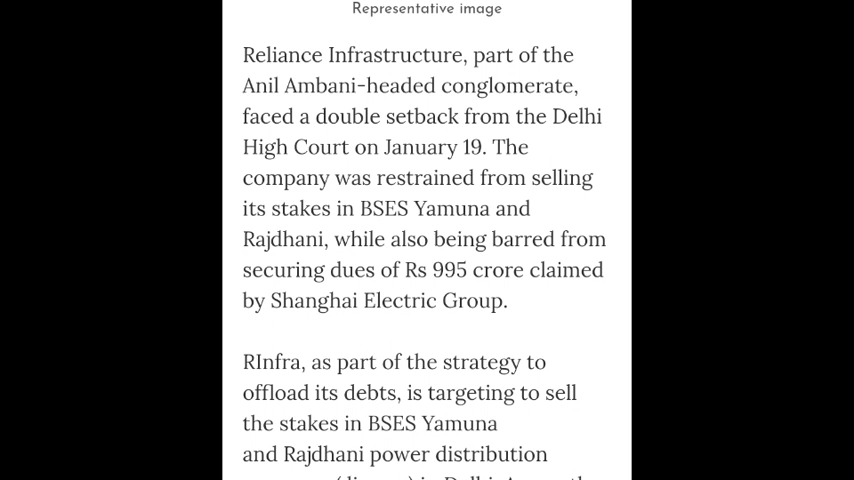 Representative image
Reliance Infrastructure, part of the
Anil Ambani-headed conglomerate,
faced a double setback from the Delhi
High Court on January 19. The
company was restrained from selling
its stakes in BSES Yamuna and
Rajdhani, while also being barred from
securing dues of Rs 995 crore claimed
by Shanghai Electric Group.
RInfra, as part of the strategy to
offload its debts, is targeting to sell
the stakes in BSES Yamuna
and Rajdhani power distribution